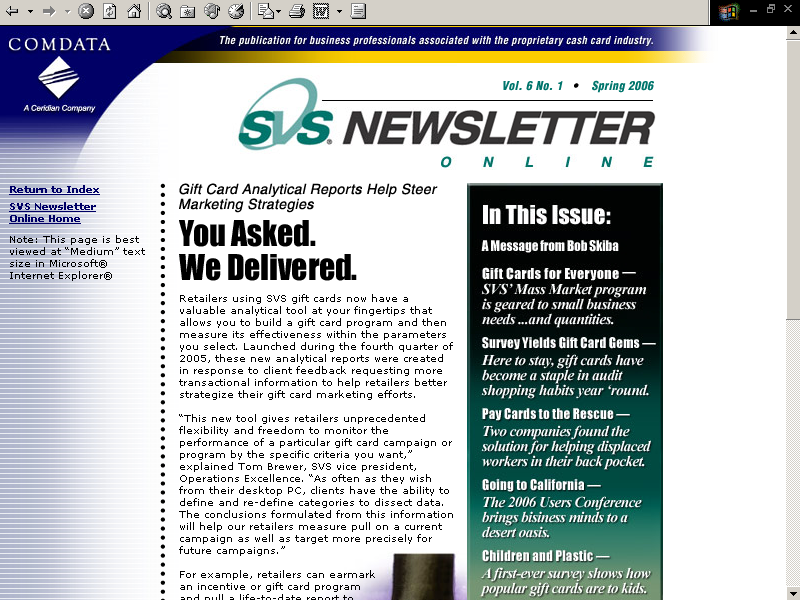 COMDATA
A Ceridian Company
The publication for business professionals associated with the proprietary cash card industry.
Vol. 6 No. 1 • Spring 2006
SVS® NEWSLETTER
ONLINE
Return to Index
SVS Newsletter
Online Home
Note: This page is best
viewed at "Medium" text
size in Microsoft®
Internet Explorer®
Gift Card Analytical Reports Help Steer
Marketing Strategies
You Asked.
We Delivered.
Retailers using SVS gift cards now have a
valuable analytical tool at your fingertips that
allows you to build a gift card program and then
measure its effectiveness within the parameters
you select. Launched during the fourth quarter of
2005, these new analytical reports were created
in response to client feedback requesting more
transactional information to help retailers better
strategize their gift card marketing efforts.
“This new tool gives retailers unprecedented
flexibility and freedom to monitor the
performance of a particular gift card campaign or
program by the specific criteria you want,”
explained Tom Brewer, SVS vice president,
Operations Excellence. “As often as they wish
from their desktop PC, clients have the ability to
define and re-define categories to dissect data.
The conclusions formulated from this information
will help our retailers measure pull on a current
campaign as well as target more precisely for
future campaigns.”
For example, retailers can earmark
an incentive or gift card program
and pull a life-to-date report to
In This Issue:
A Message from Bob Skiba
Gift Cards for Everyone —
SVS’ Mass Market program
is geared to small business
needs ...and quantities.
Survey Yields Gift Card Gems —
Here to stay, gift cards have
become a staple in audit
shopping habits year ‘round.
Pay Cards to the Rescue —
Two companies found the
solution for helping displaced
workers in their back pocket.
Going to California —
The 2006 Users Conference
brings bisiness minds to a
desert oasis.
Children and Plastic —
A first-ever survey shows how
popular gift cards are to kids.